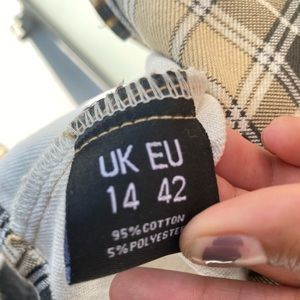 UK EU
14 42
95% COTTON
5% POLYESTER